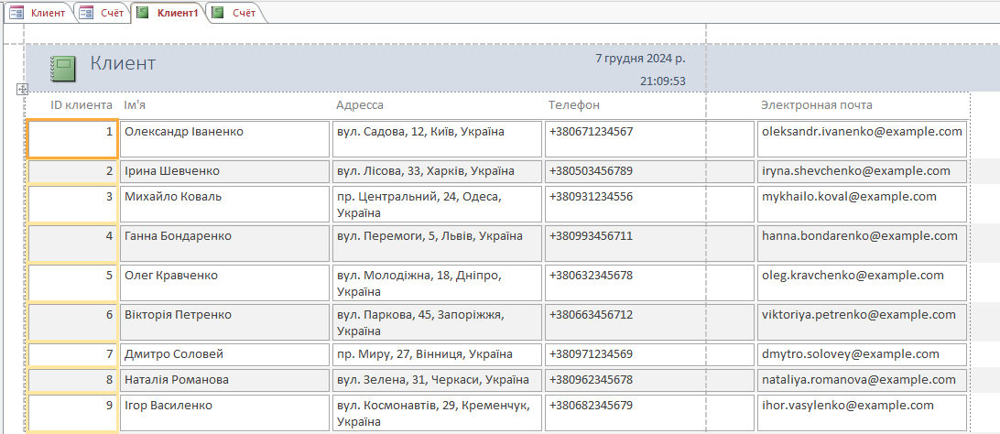 Клиент Счёт Клиент1 Счёт
Клиент
7 грудня 2024 р.
21:09:53
ID клиента Ім'я Адресса Телефон Электронная почта
1 Олександр Іваненко вул. Садова, 12, Київ, Україна +380671234567 oleksandr.ivanenko@example.com
2 Ірина Шевченко вул. Лісова, 33, Харків, Україна +380503456789 iryna.shevchenko@example.com
3 Михайло Коваль пр. Центральний, 24, Одеса, +380931234556 mykhailo.koval@example.com
Україна
4 Ганна Бондаренко вул. Перемоги, 5, Львів, Україна +380993456711 hanna.bondarenko@example.com
5 Олег Кравченко вул. Молодіжна, 18, Дніпро, +380632345678 oleg.kravchenko@example.com
Україна
6 Вікторія Петренко вул. Паркова, 45, Запоріжжя, +380663456712 viktoriya.petrenko@example.com
Україна
7 Дмитро Соловей пр. Миру, 27, Вінниця, Україна +380971234569 dmytro.solovey@example.com
8 Наталія Романова вул. Зелена, 31, Черкаси, Україна +380962345678 nataliya.romanova@example.com
9 Ігор Василенко вул. Космонавтів, 29, Кременчук, +380682345679 ihor.vasylenko@example.com
Україна